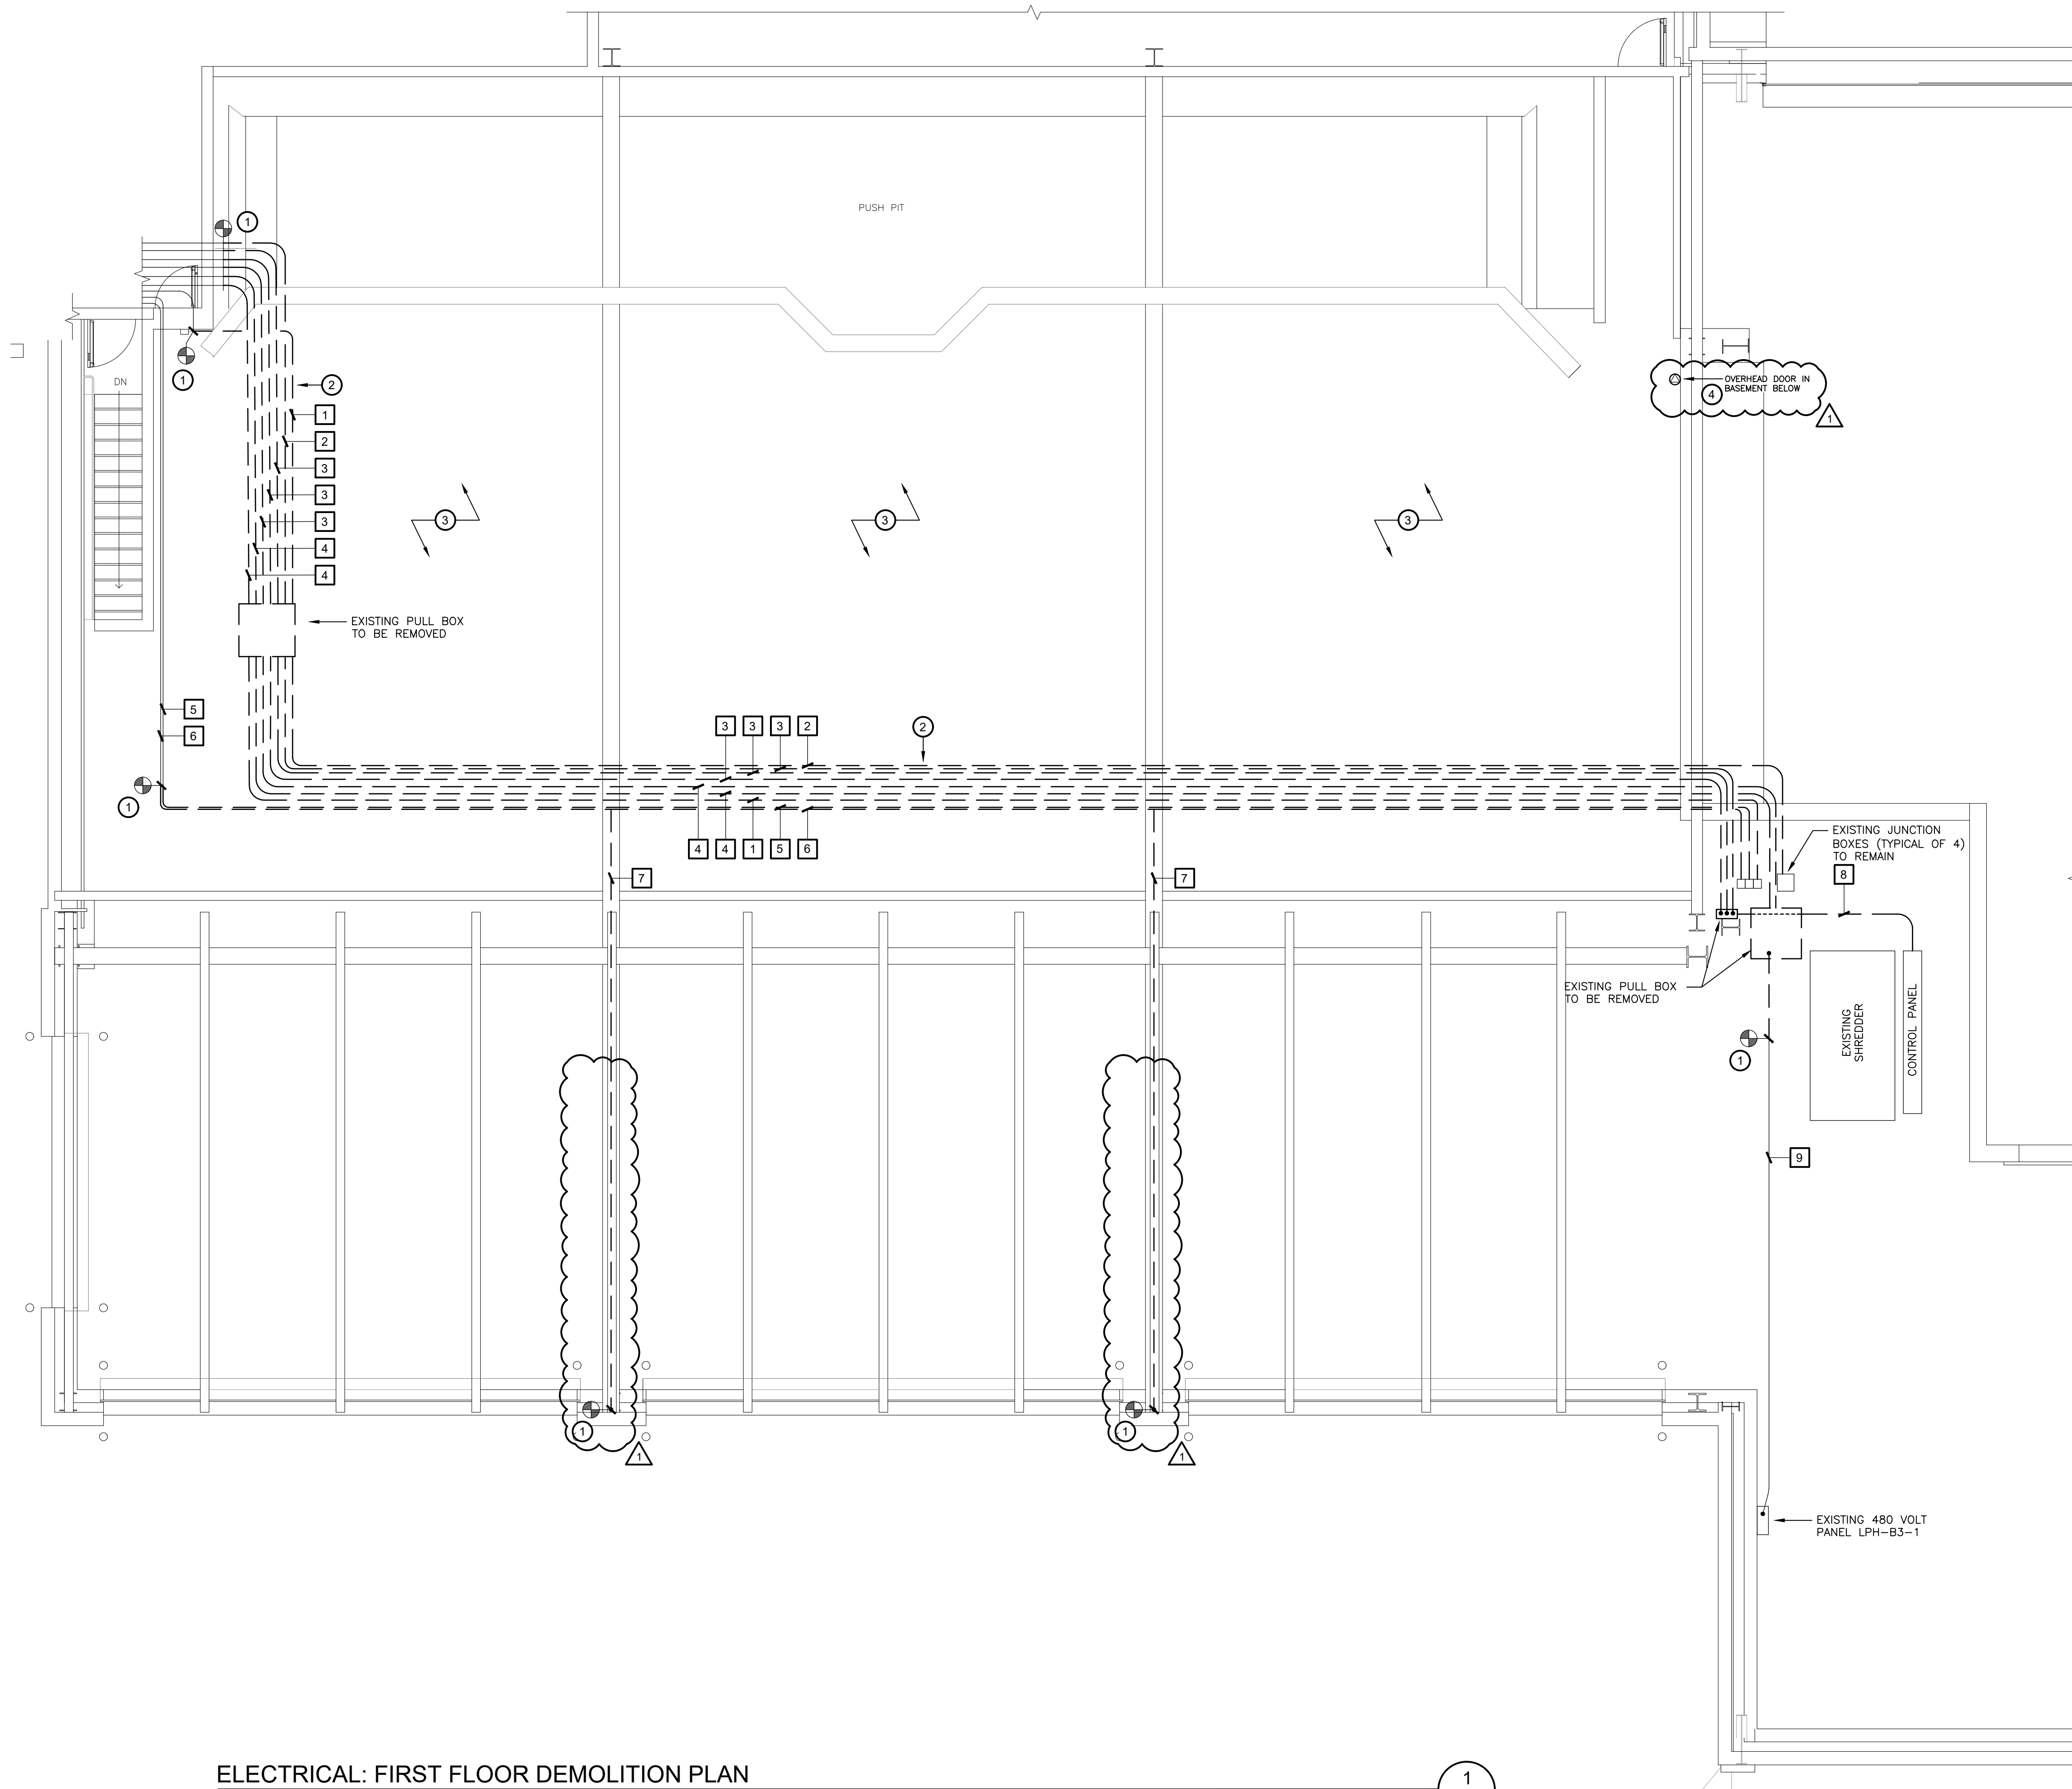 PUSH PIT
1
1
DN
2
1
2
3
3
3
4
4
OVERHEAD DOOR IN
BASEMENT BELOW
4
1
3
3
3
EXISTING PULL BOX
TO BE REMOVED
5
6
1
3
3
3
2
2
4
4
1
5
6
EXISTING JUNCTION
BOXES (TYPICAL OF 4)
TO REMAIN
7
7
8
EXISTING PULL BOX
TO BE REMOVED
EXISTING
SHREDDER
CONTROL PANEL
1
9
1
1
1
1
EXISTING 480 VOLT
PANEL LPH-B3-1
ELECTRICAL: FIRST FLOOR DEMOLITION PLAN
1